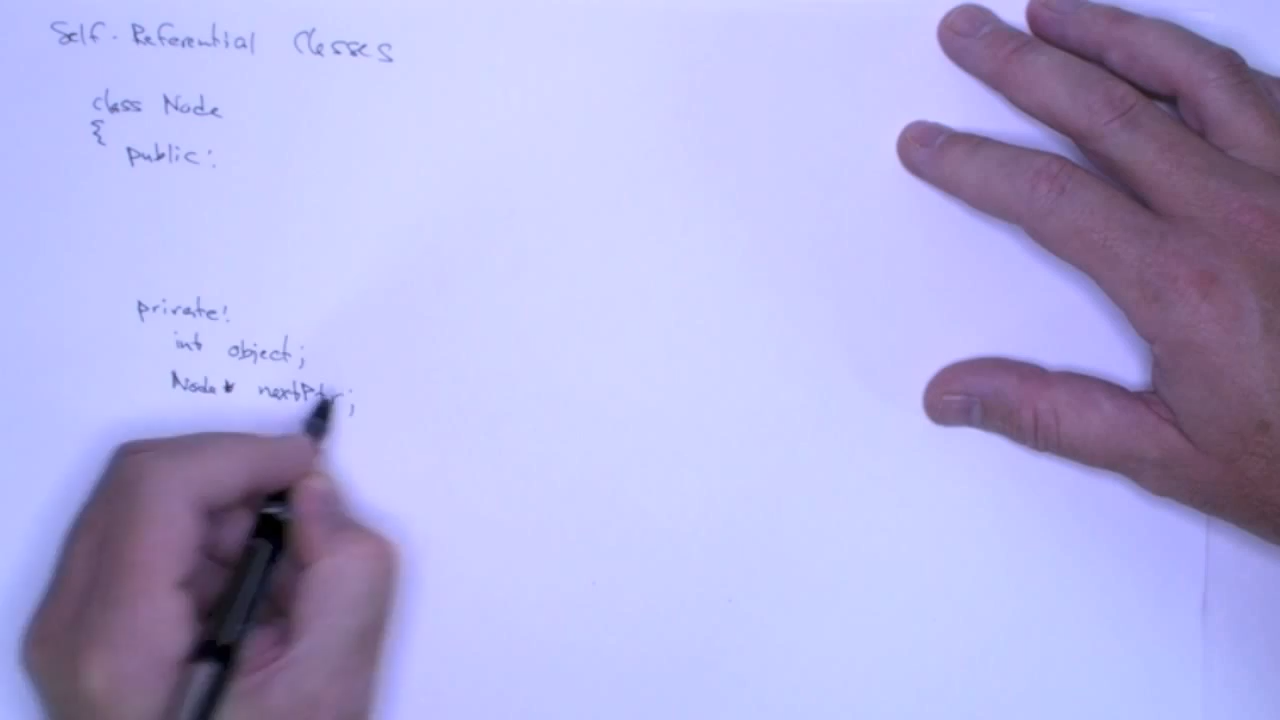 Self-Referential Classes
class Node
{
public:
private:
int object;
Node* nextPtr;